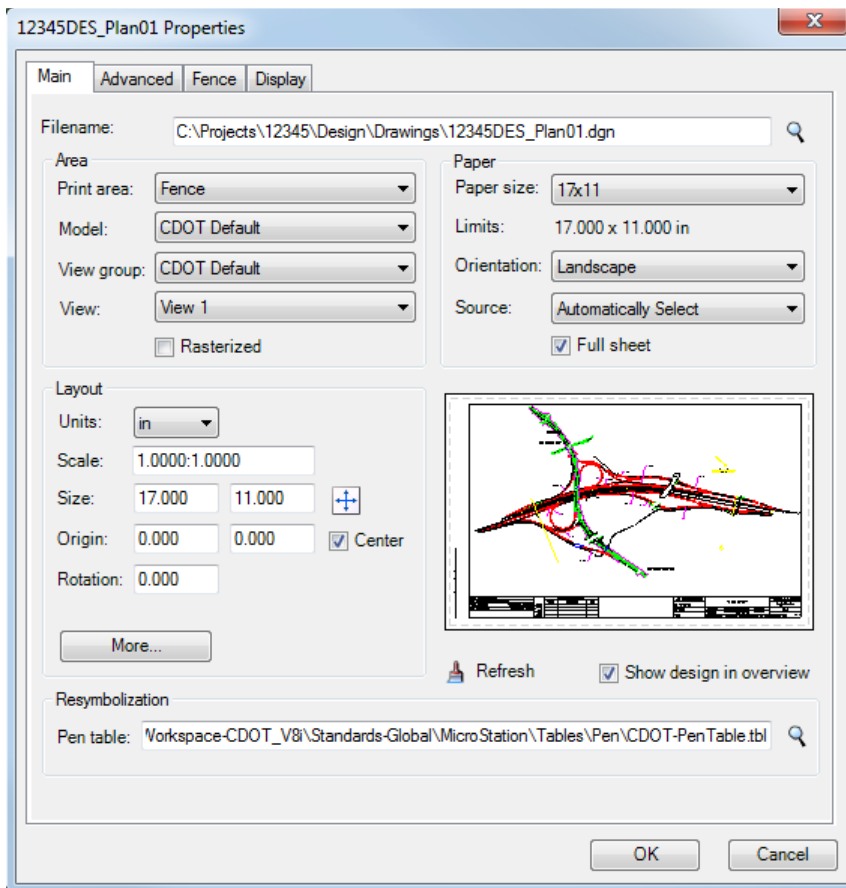 12345DES_Plan01 Properties
Main Advanced Fence Display
Filename: C:\Projects\12345\Design\Drawings\12345DES_Plan01.dgn
Area
Print area: Fence
Model: CDOT Default
View group: CDOT Default
View: View 1
Rasterized
Paper
Paper size: 17x11
Limits: 17.000 x 11.000 in
Orientation: Landscape
Source: Automatically Select
Full sheet
Layout
Units: in
Scale: 1.0000:1.0000
Size: 17.000 11.000
Origin: 0.000 0.000 Center
Rotation: 0.000
More...
Refresh Show design in overview
Resymbolization
Pen table: Workspace-CDOT_V8i\Standards-Global\MicroStation\Tables\Pen\CDOT-PenTable.tbl
OK Cancel